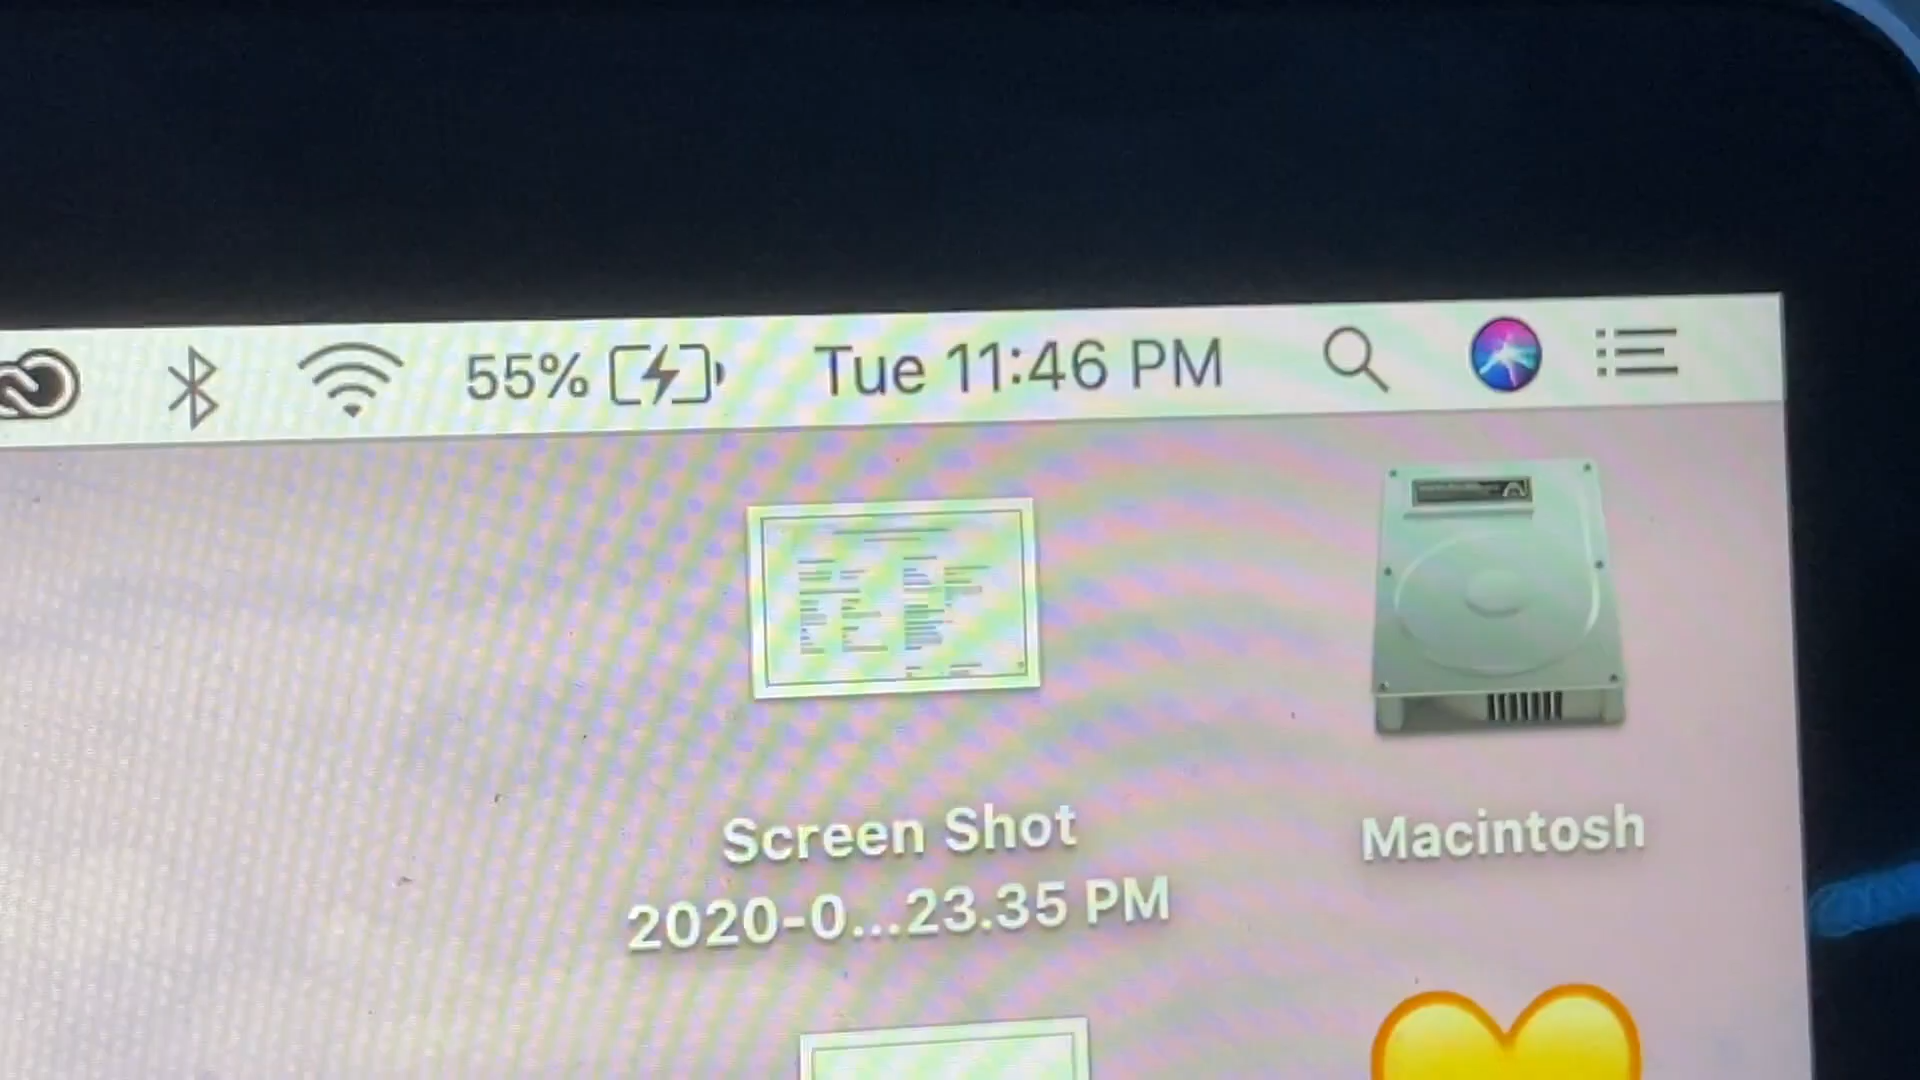 55% Tue 11:46 PM
Screen Shot
2020-0...23.35 PM
Macintosh